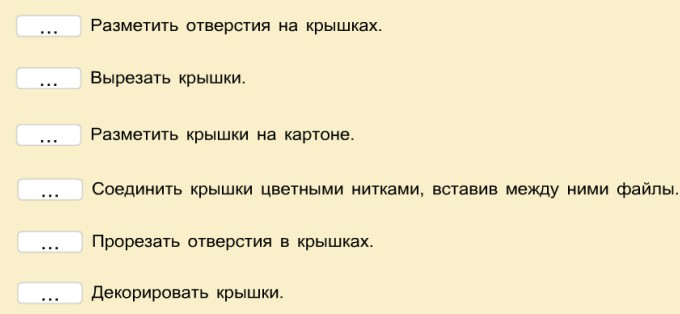 ... Разметить отверстия на крышках.
... Вырезать крышки.
... Разметить крышки на картоне.
... Соединить крышки цветными нитками, вставив между ними файлы.
... Прорезать отверстия в крышках.
... Декорировать крышки.